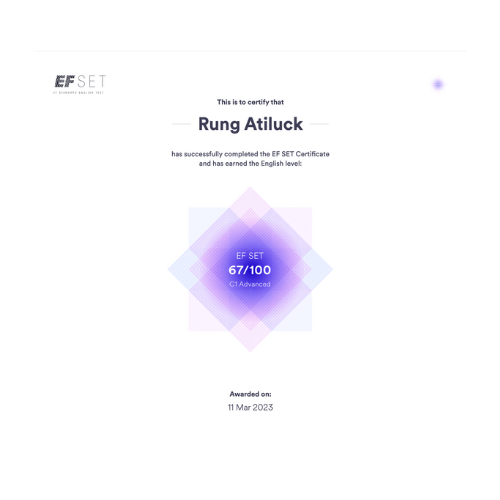 EF SET
EF STANDARD ENGLISH TEST
This is to certify that
Rung Atiluck
has successfully completed the EF SET Certificate
and has earned the English level:
EF SET
67/100
C1 Advanced
Awarded on:
11 Mar 2023